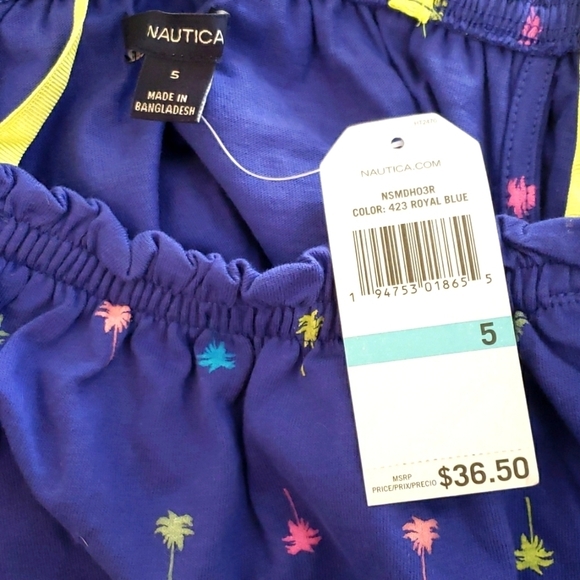 NAUTICA
5
MADE IN
BANGLADESH
NAUTICA.COM
NSMDH03R
COLOR: 423 ROYAL BLUE
1 94753 01865 5
5
MSRP
PRICE/PRIX/PRECIO $36.50